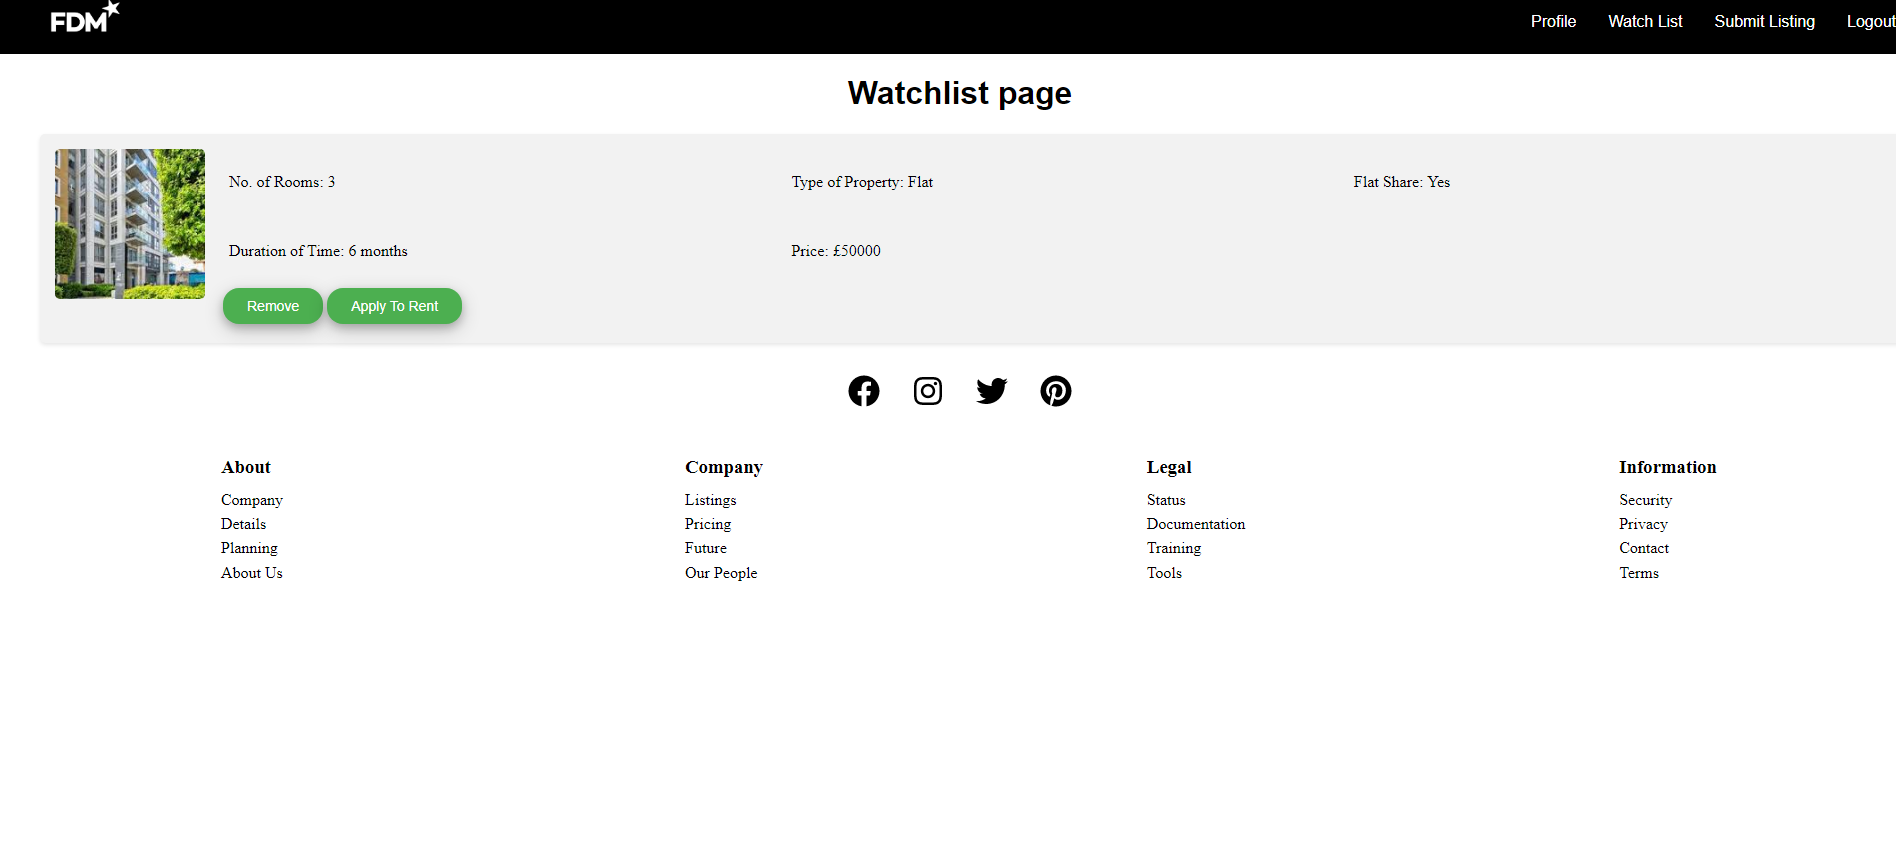 FDM
Profile Watch List Submit Listing Logout
Watchlist page
No. of Rooms: 3 Type of Property: Flat Flat Share: Yes
Duration of Time: 6 months Price: £50000
Remove Apply To Rent
About Company Legal Information
Company Listings Status Security
Details Pricing Documentation Privacy
Planning Future Training Contact
About Us Our People Tools Terms